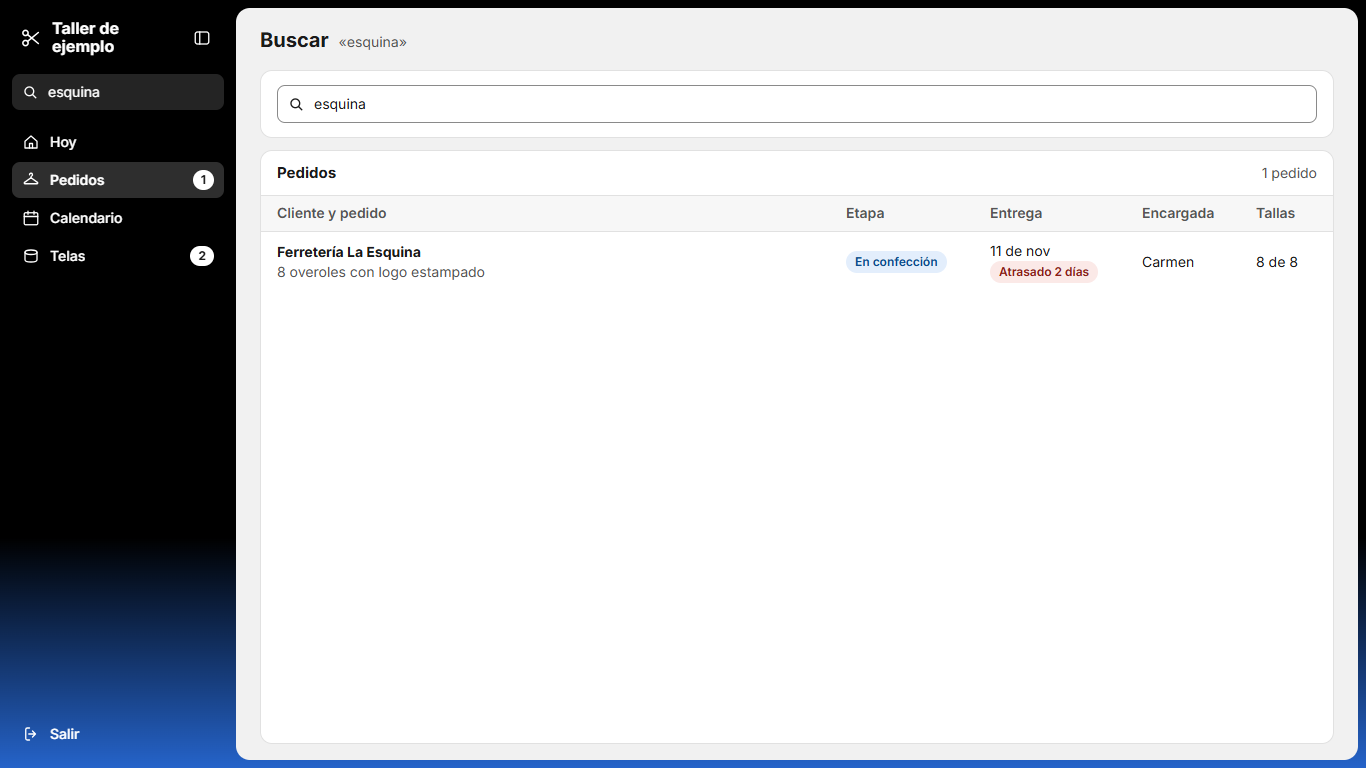 Taller de
ejemplo
esquina
Hoy
Pedidos 1
Calendario
Telas 2
Salir
Buscar «esquina»
esquina
Pedidos 1 pedido
Cliente y pedido Etapa Entrega Encargada Tallas
Ferretería La Esquina
8 overoles con logo estampado
En confección
11 de nov
Atrasado 2 días
Carmen
8 de 8